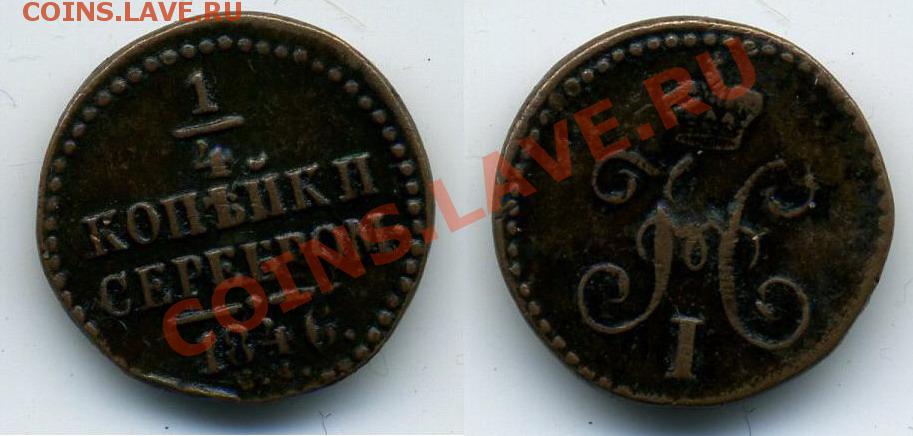 COINS.LAVE.RU
1
4
КОПѢЙКИ
СЕРЕБРОМ
1846.
I
COINS.LAVE.RU